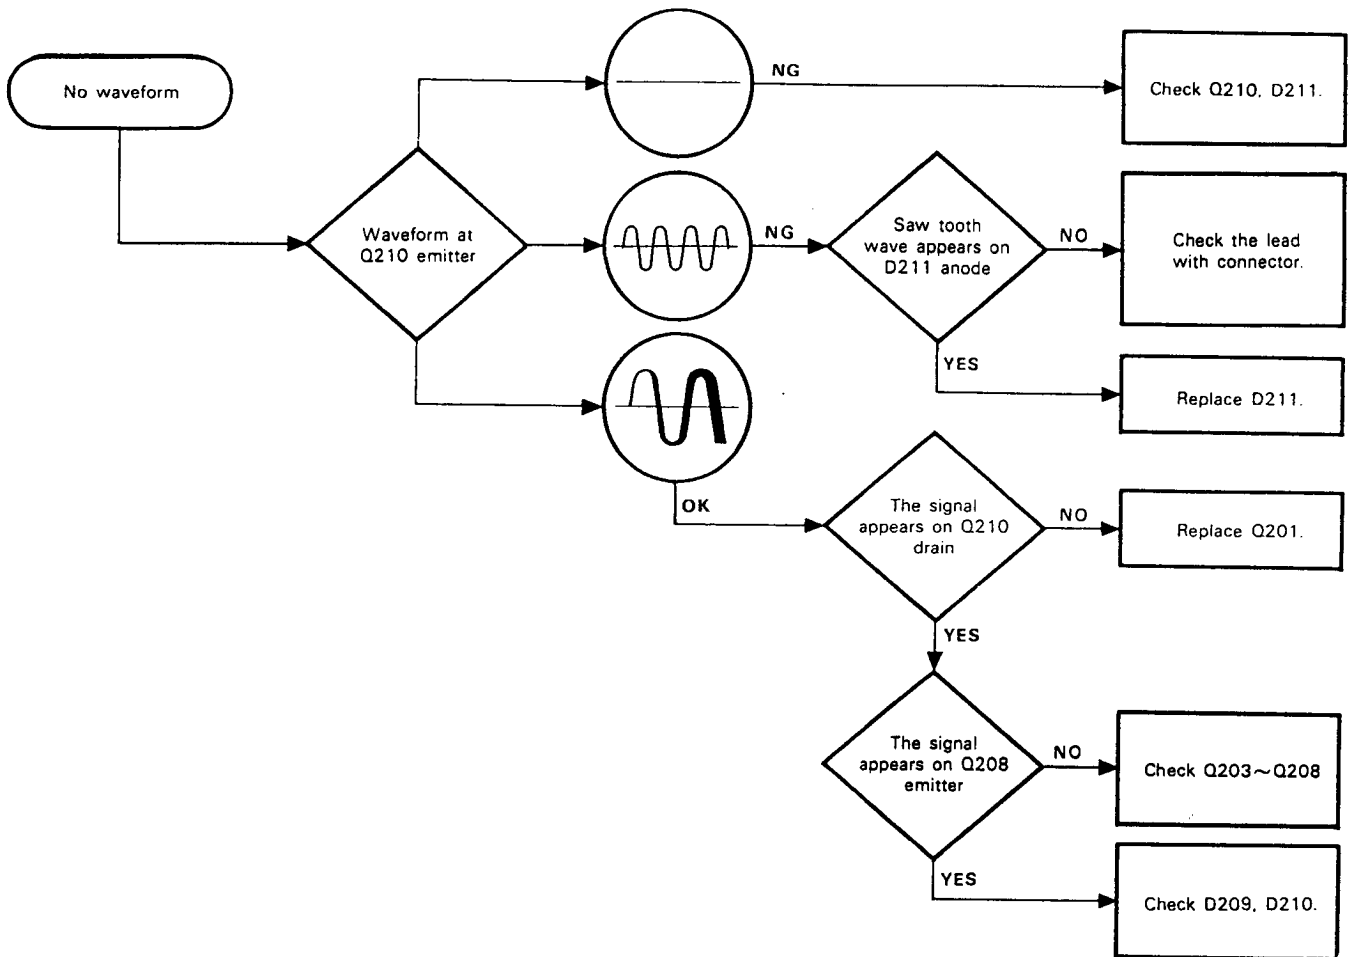 No waveform
Waveform at
Q210 emitter
NG
Check Q210, D211.
NG
Saw tooth
wave appears on
D211 anode
NO
Check the lead
with connector.
YES
Replace D211.
OK
The signal
appears on Q210
drain
NO
Replace Q201.
YES
The signal
appears on Q208
emitter
NO
Check Q203~Q208
YES
Check D209, D210.